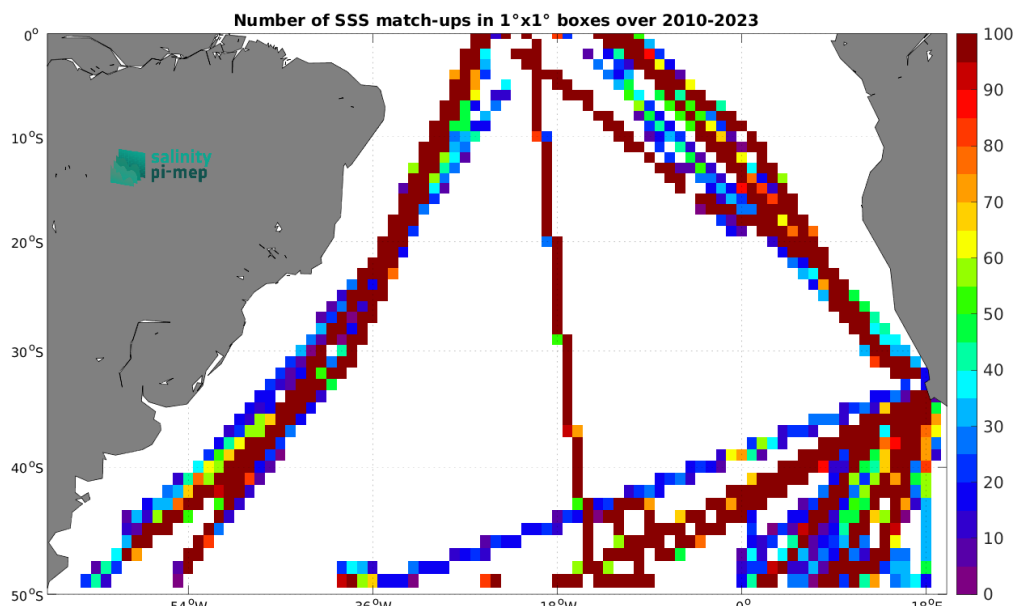 Number of SSS match-ups in 1°x1° boxes over 2010-2023
0°
10°S
20°S
30°S
40°S
50°S
salinity
pi-mep
54°W
36°W
18°W
0°
18°E
100
90
80
70
60
50
40
30
20
10
0